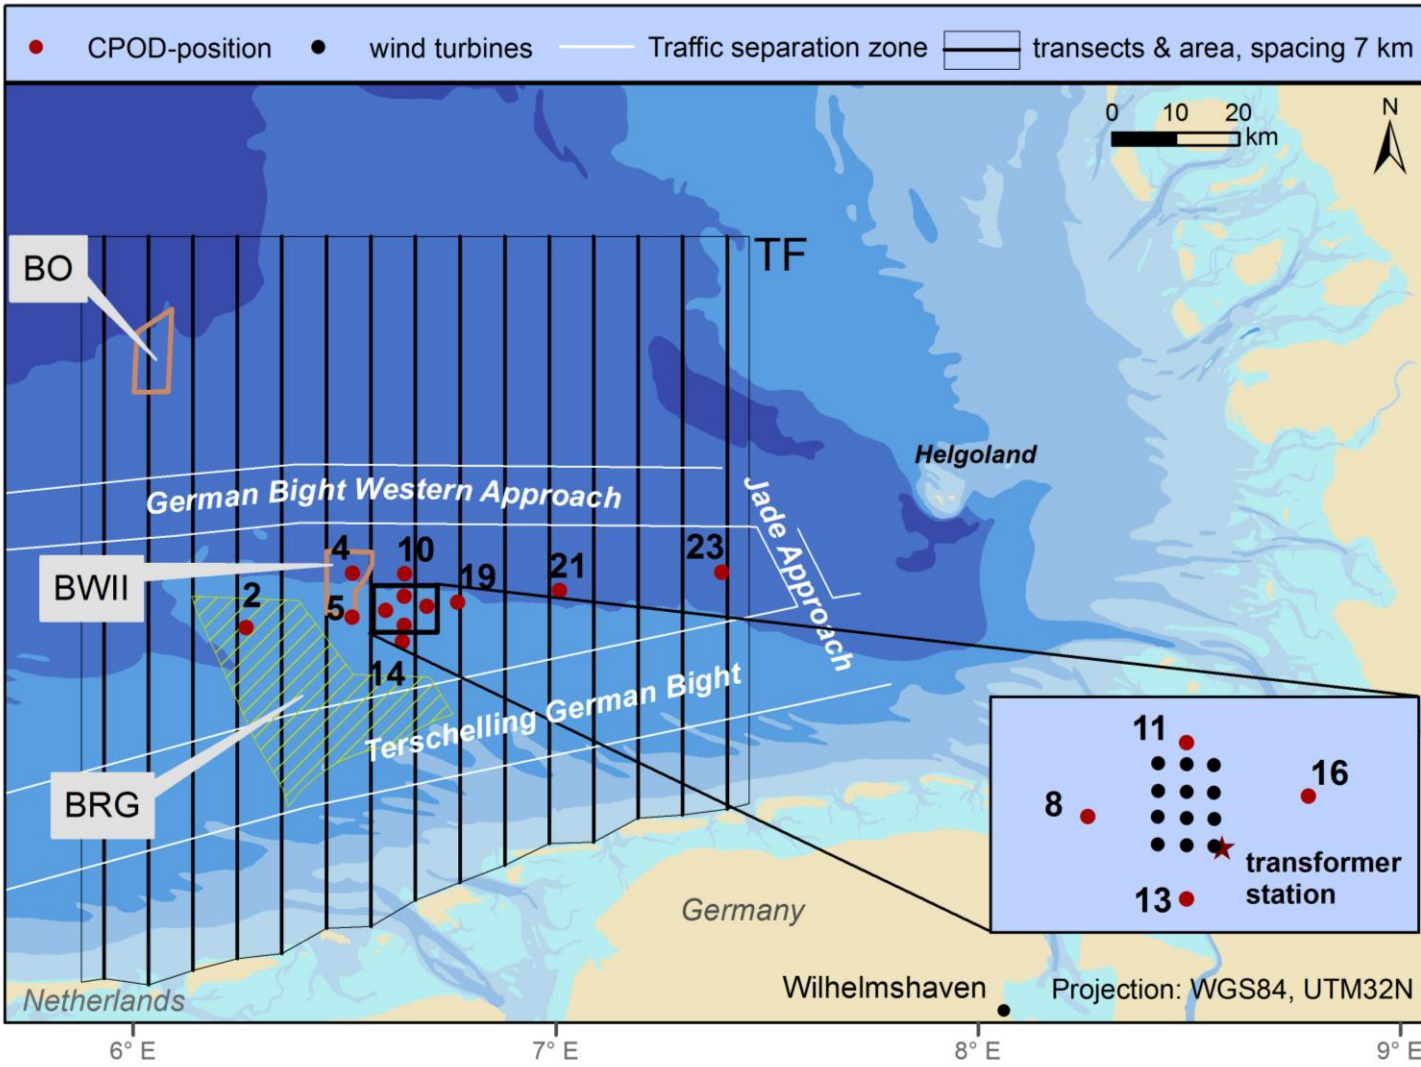 CPOD-position
wind turbines
Traffic separation zone
transects & area, spacing 7 km
0 10 20
km
N
TF
BO
Helgoland
German Bight Western Approach
Jade Approach
4
10
BWII
2
5
19
21
23
14
Terschelling German Bight
BRG
11
16
8
transformer
station
13
Germany
Netherlands
Wilhelmshaven
Projection: WGS84, UTM32N
6° E
7° E
8° E
9° E